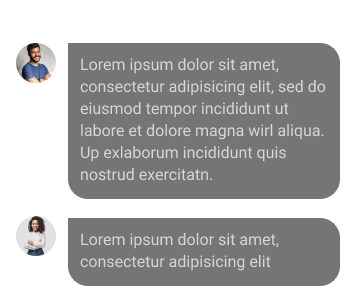 Lorem ipsum dolor sit amet,
consectetur adipisicing elit, sed do
eiusmod tempor incididunt ut
labore et dolore magna wirl aliqua.
Up exlaborum incididunt quis
nostrud exercitatn.
Lorem ipsum dolor sit amet,
consectetur adipisicing elit